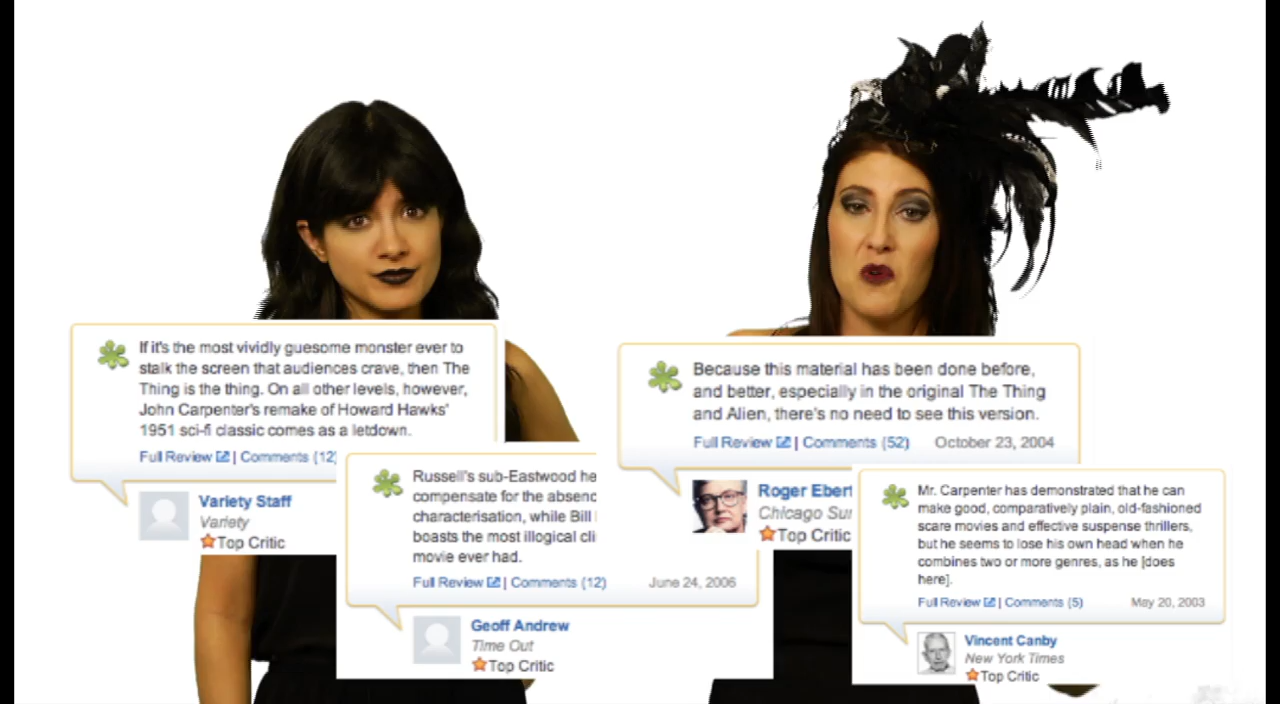 If it's the most vividly guesome monster ever to
stalk the screen that audiences crave, then The
Thing is the thing. On all other levels, however,
John Carpenter's remake of Howard Hawks'
1951 sci-fi classic comes as a letdown.
Full Review | Comments (12)
Variety Staff
Variety
Top Critic
Russell's sub-Eastwood he
compensate for the absenc
characterisation, while Bill
boasts the most illogical cli
movie ever had.
Full Review | Comments (12) June 24, 2006
Geoff Andrew
Time Out
Top Critic
Because this material has been done before,
and better, especially in the original The Thing
and Alien, there's no need to see this version.
Full Review | Comments (52) October 23, 2004
Roger Ebert
Chicago Su
Top Critic
Mr. Carpenter has demonstrated that he can
make good, comparatively plain, old-fashioned
scare movies and effective suspense thrillers,
but he seems to lose his own head when he
combines two or more genres, as he [does
here].
Full Review | Comments (5) May 20, 2003
Vincent Canby
New York Times
Top Critic